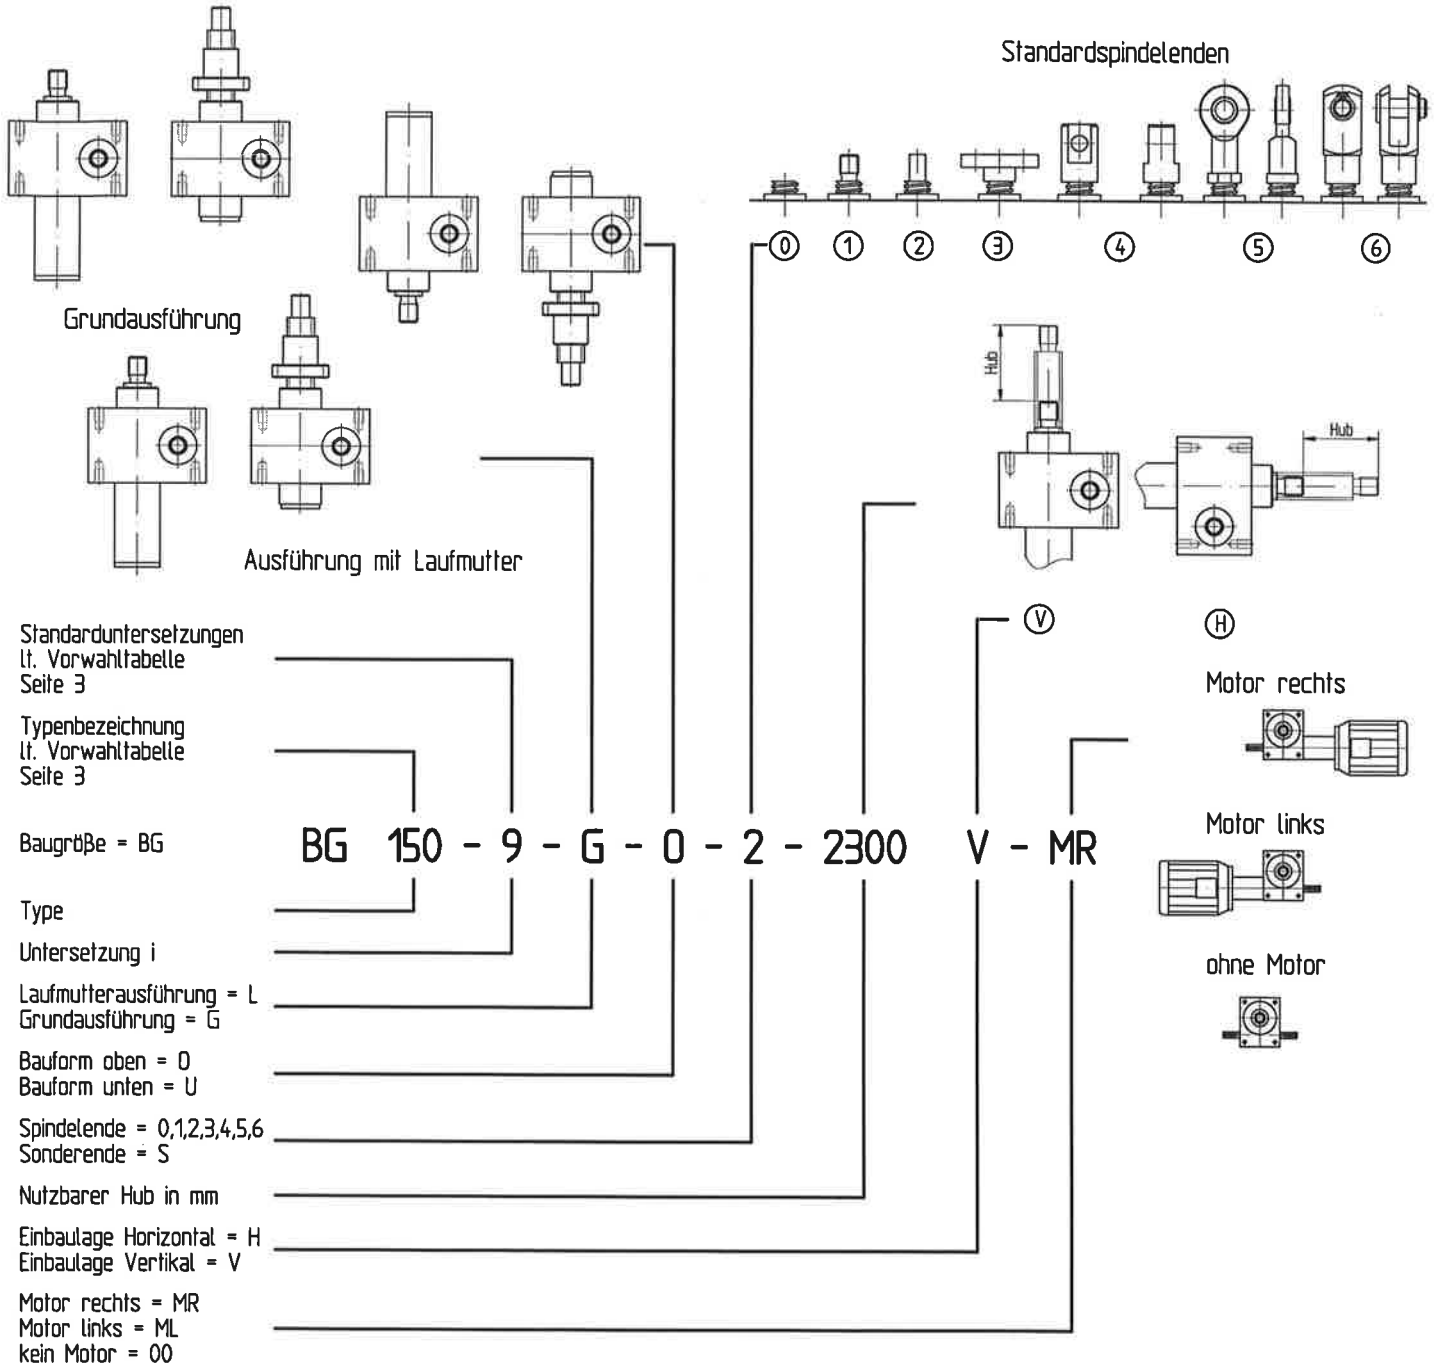 Standardspindelenden
0 1 2 3 4 5 6
Grundausführung
Hub
Hub
Ausführung mit Laufmutter
V
H
Standarduntersetzungen
lt. Vorwahltabelle
Seite 3
Motor rechts
Typenbezeichnung
lt. Vorwahltabelle
Seite 3
Motor links
Baugröße = BG
BG 150 - 9 - G - O - 2 - 2300 V - MR
Type
Untersetzung i
ohne Motor
Laufmutterausführung = L
Grundausführung = G
Bauform oben = O
Bauform unten = U
Spindelende = 0,1,2,3,4,5,6
Sonderende = S
Nutzbarer Hub in mm
Einbaulage Horizontal = H
Einbaulage Vertikal = V
Motor rechts = MR
Motor links = ML
kein Motor = 00